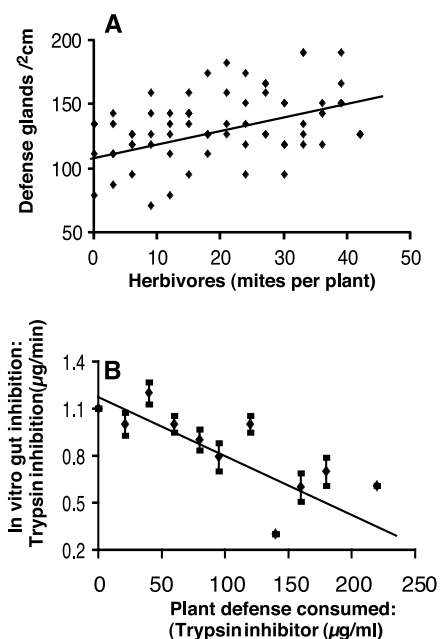 A
Defense glands /²cm
200
150
100
50
0
10
20
30
40
50
Herbivores (mites per plant)
B
In vitro gut inhibition:
Trypsin inhibition(µg/min)
1.4
1.1
0.8
0.5
0.2
0
50
100
150
200
250
Plant defense consumed:
(Trypsin inhibitor (µg/ml)